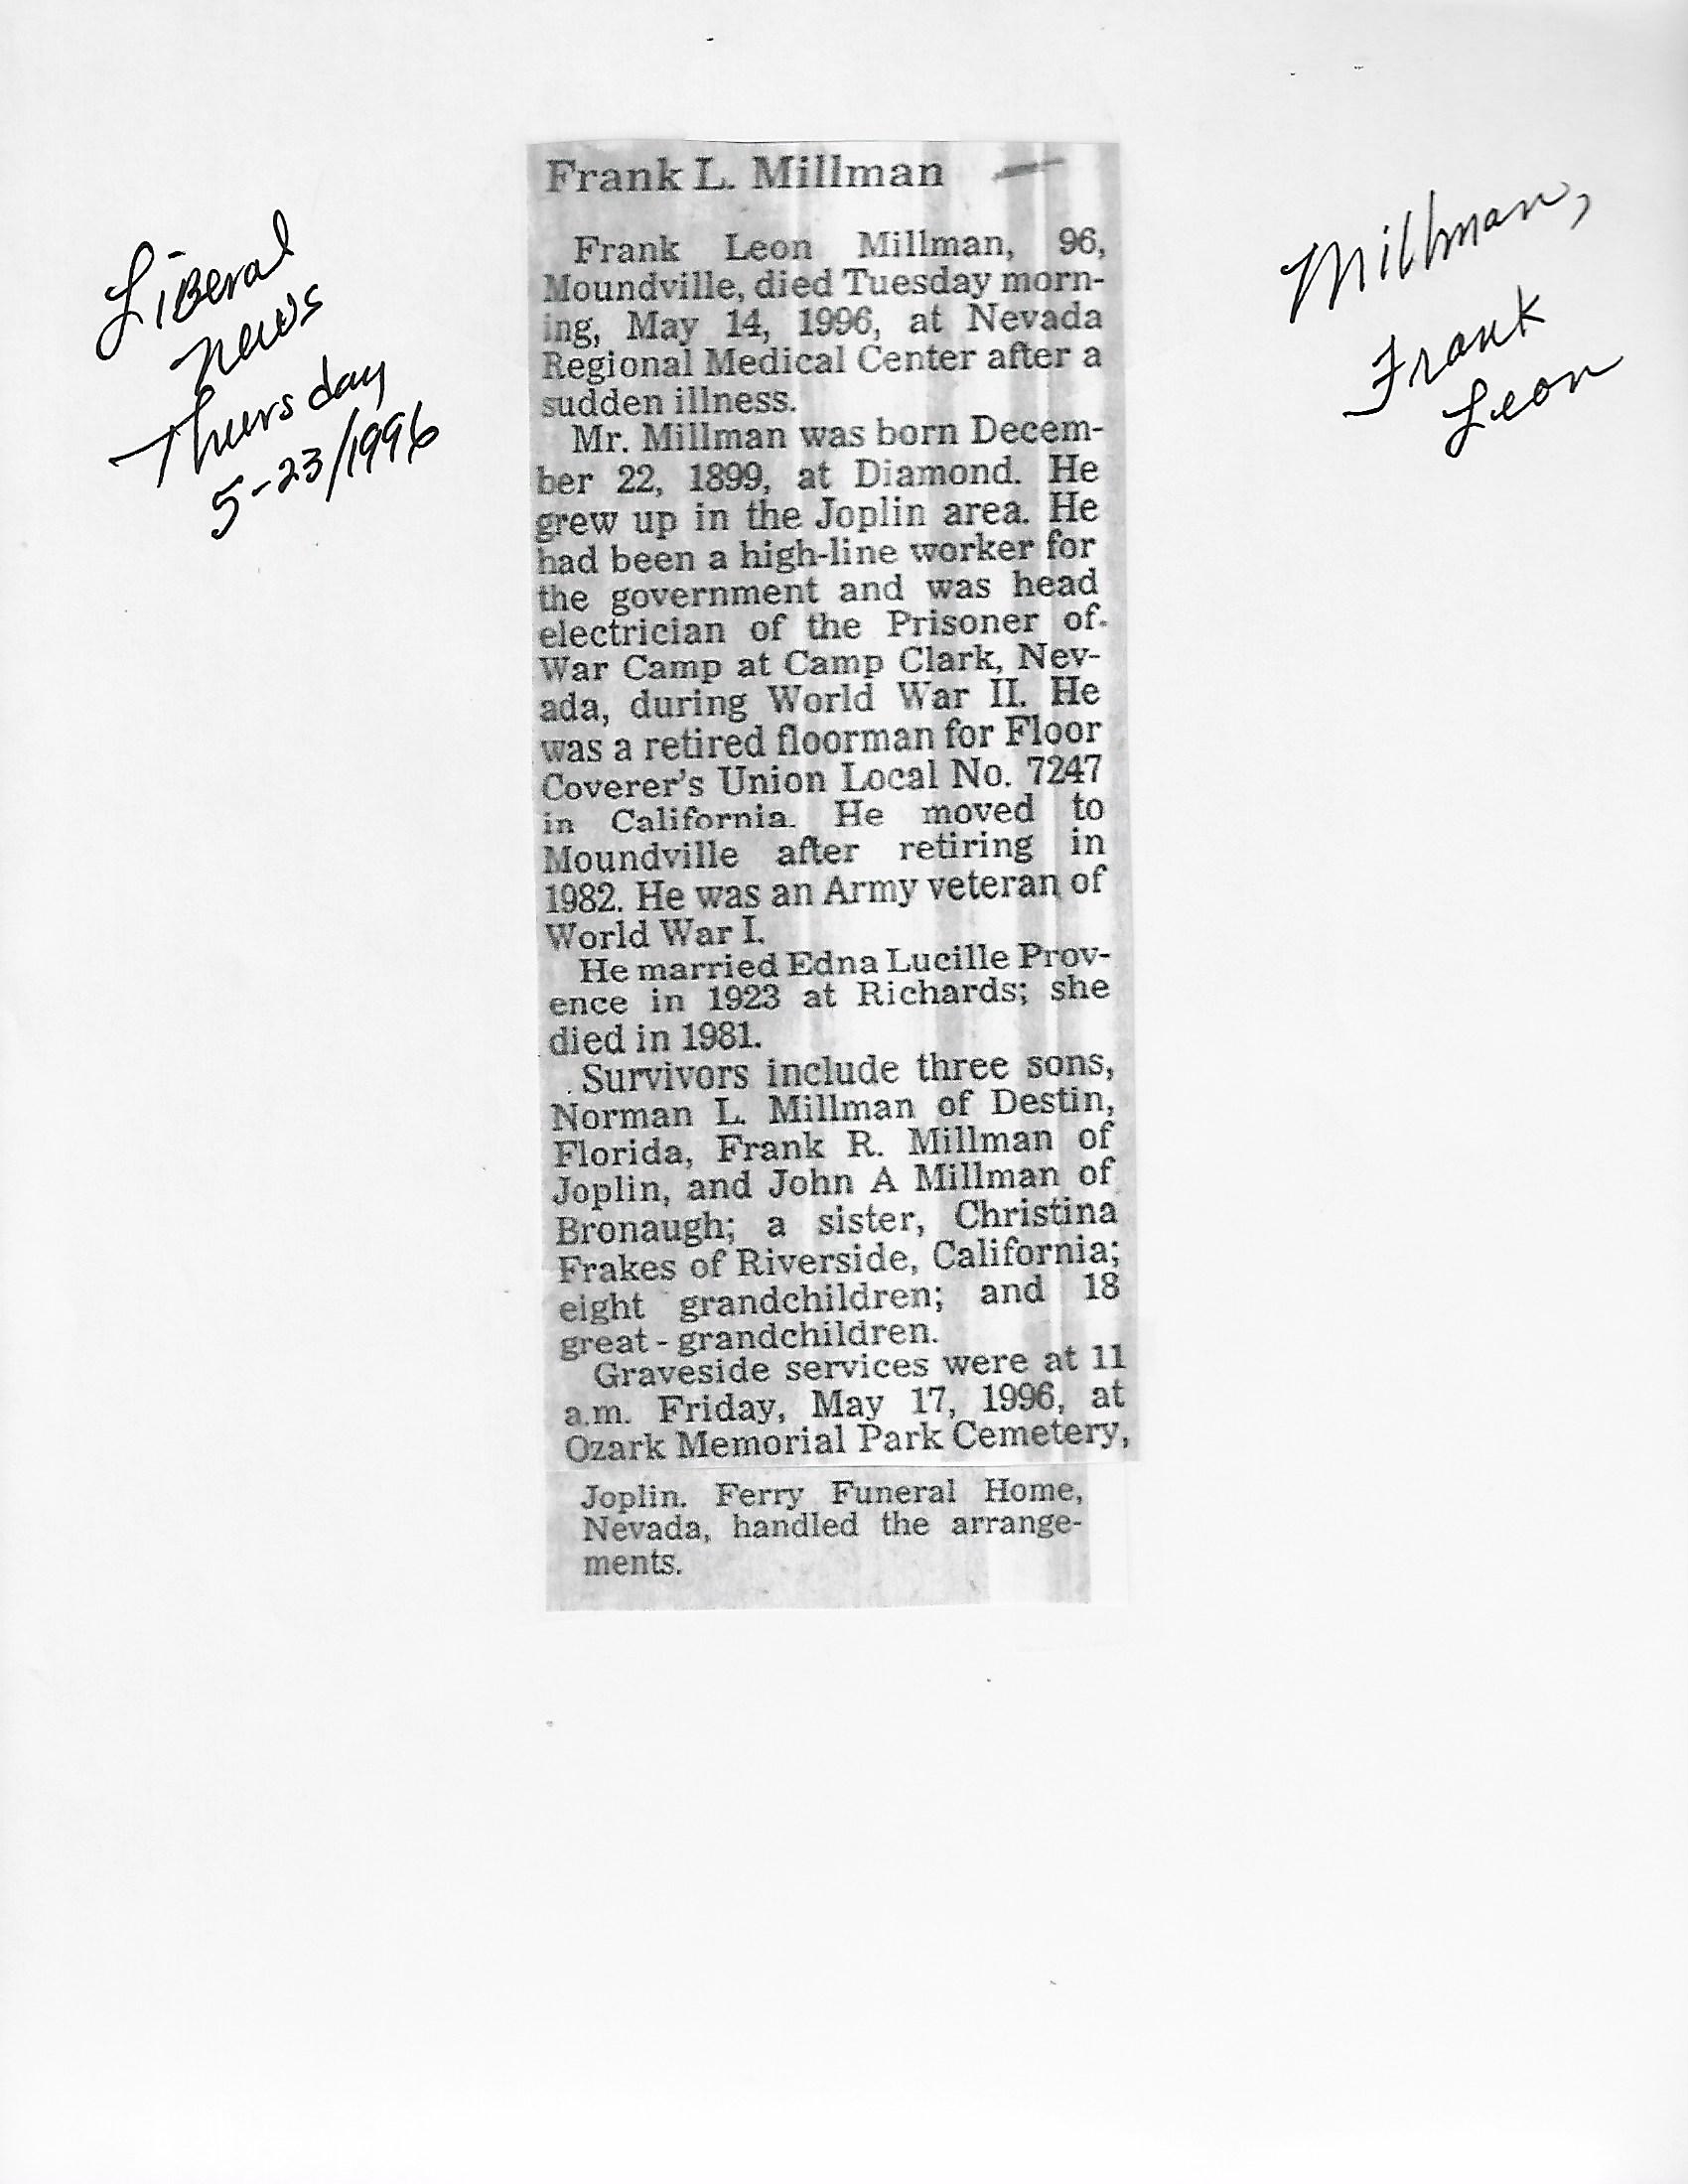 Liberal
News
Thursday
5-23/1996
Millman,
Frank
Leon
Frank L. Millman
Frank Leon Millman, 96,
Moundville, died Tuesday morn-
ing, May 14, 1996, at Nevada
Regional Medical Center after a
sudden illness.
Mr. Millman was born Decem-
ber 22, 1899, at Diamond. He
grew up in the Joplin area. He
had been a high-line worker for
the government and was head
electrician of the Prisoner of
War Camp at Camp Clark, Nev-
ada, during World War II. He
was a retired floorman for Floor
Coverer's Union Local No. 7247
in California. He moved to
Moundville after retiring in
1982. He was an Army veteran of
World War I.
He married Edna Lucille Prov-
ence in 1923 at Richards; she
died in 1981.
Survivors include three sons,
Norman L. Millman of Destin,
Florida, Frank R. Millman of
Joplin, and John A Millman of
Bronaugh; a sister, Christina
Frakes of Riverside, California;
eight grandchildren; and 18
great-grandchildren.
Graveside services were at 11
a.m. Friday, May 17, 1996, at
Ozark Memorial Park Cemetery,
Joplin. Ferry Funeral Home,
Nevada, handled the arrange-
ments.